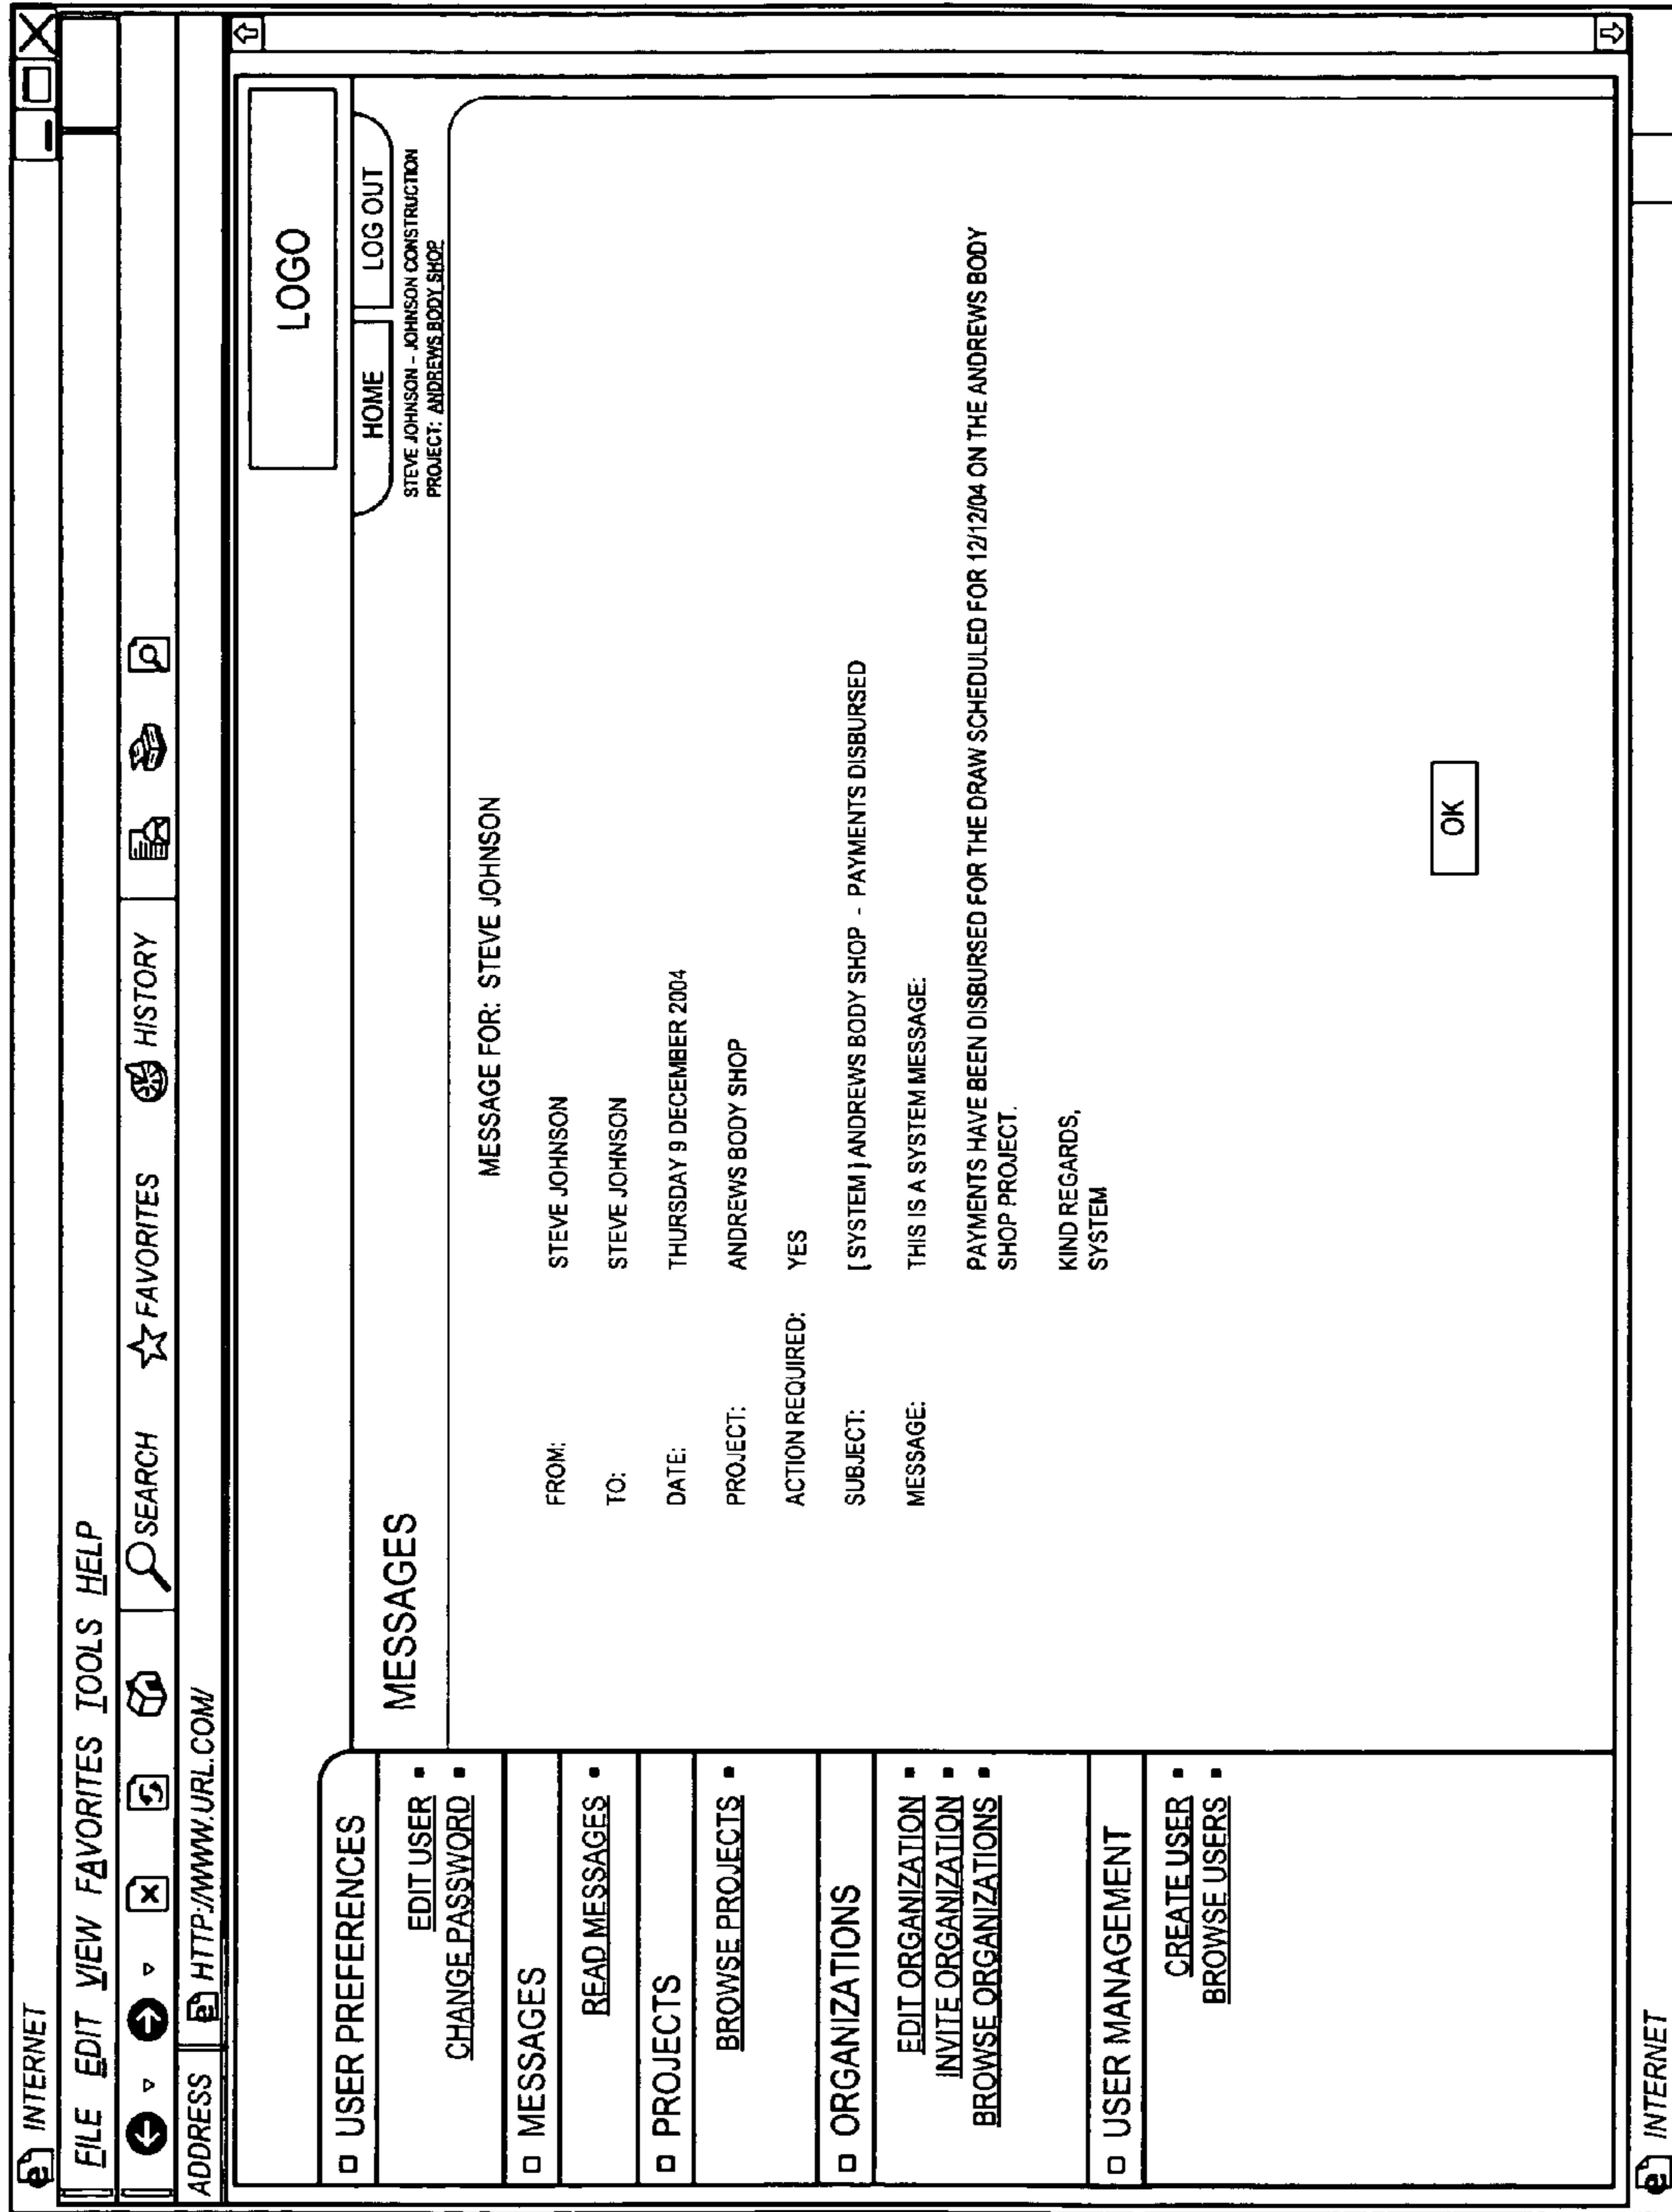 INTERNET
FILE EDIT VIEW FAVORITES TOOLS HELP
SEARCH FAVORITES HISTORY
ADDRESS HTTP://WWW.URL.COM/
LOGO
HOME LOG OUT
STEVE JOHNSON - JOHNSON CONSTRUCTION
PROJECT: ANDREWS BODY SHOP
USER PREFERENCES
EDIT USER
CHANGE PASSWORD
MESSAGES
READ MESSAGES
PROJECTS
BROWSE PROJECTS
ORGANIZATIONS
EDIT ORGANIZATION
INVITE ORGANIZATION
BROWSE ORGANIZATIONS
USER MANAGEMENT
CREATE USER
BROWSE USERS
MESSAGES
MESSAGE FOR: STEVE JOHNSON
FROM: STEVE JOHNSON
TO: STEVE JOHNSON
DATE: THURSDAY 9 DECEMBER 2004
PROJECT: ANDREWS BODY SHOP
ACTION REQUIRED: YES
SUBJECT: [SYSTEM] ANDREWS BODY SHOP - PAYMENTS DISBURSED
MESSAGE: THIS IS A SYSTEM MESSAGE:
PAYMENTS HAVE BEEN DISBURSED FOR THE DRAW SCHEDULED FOR 12/12/04 ON THE ANDREWS BODY
SHOP PROJECT.
KIND REGARDS,
SYSTEM
OK
INTERNET